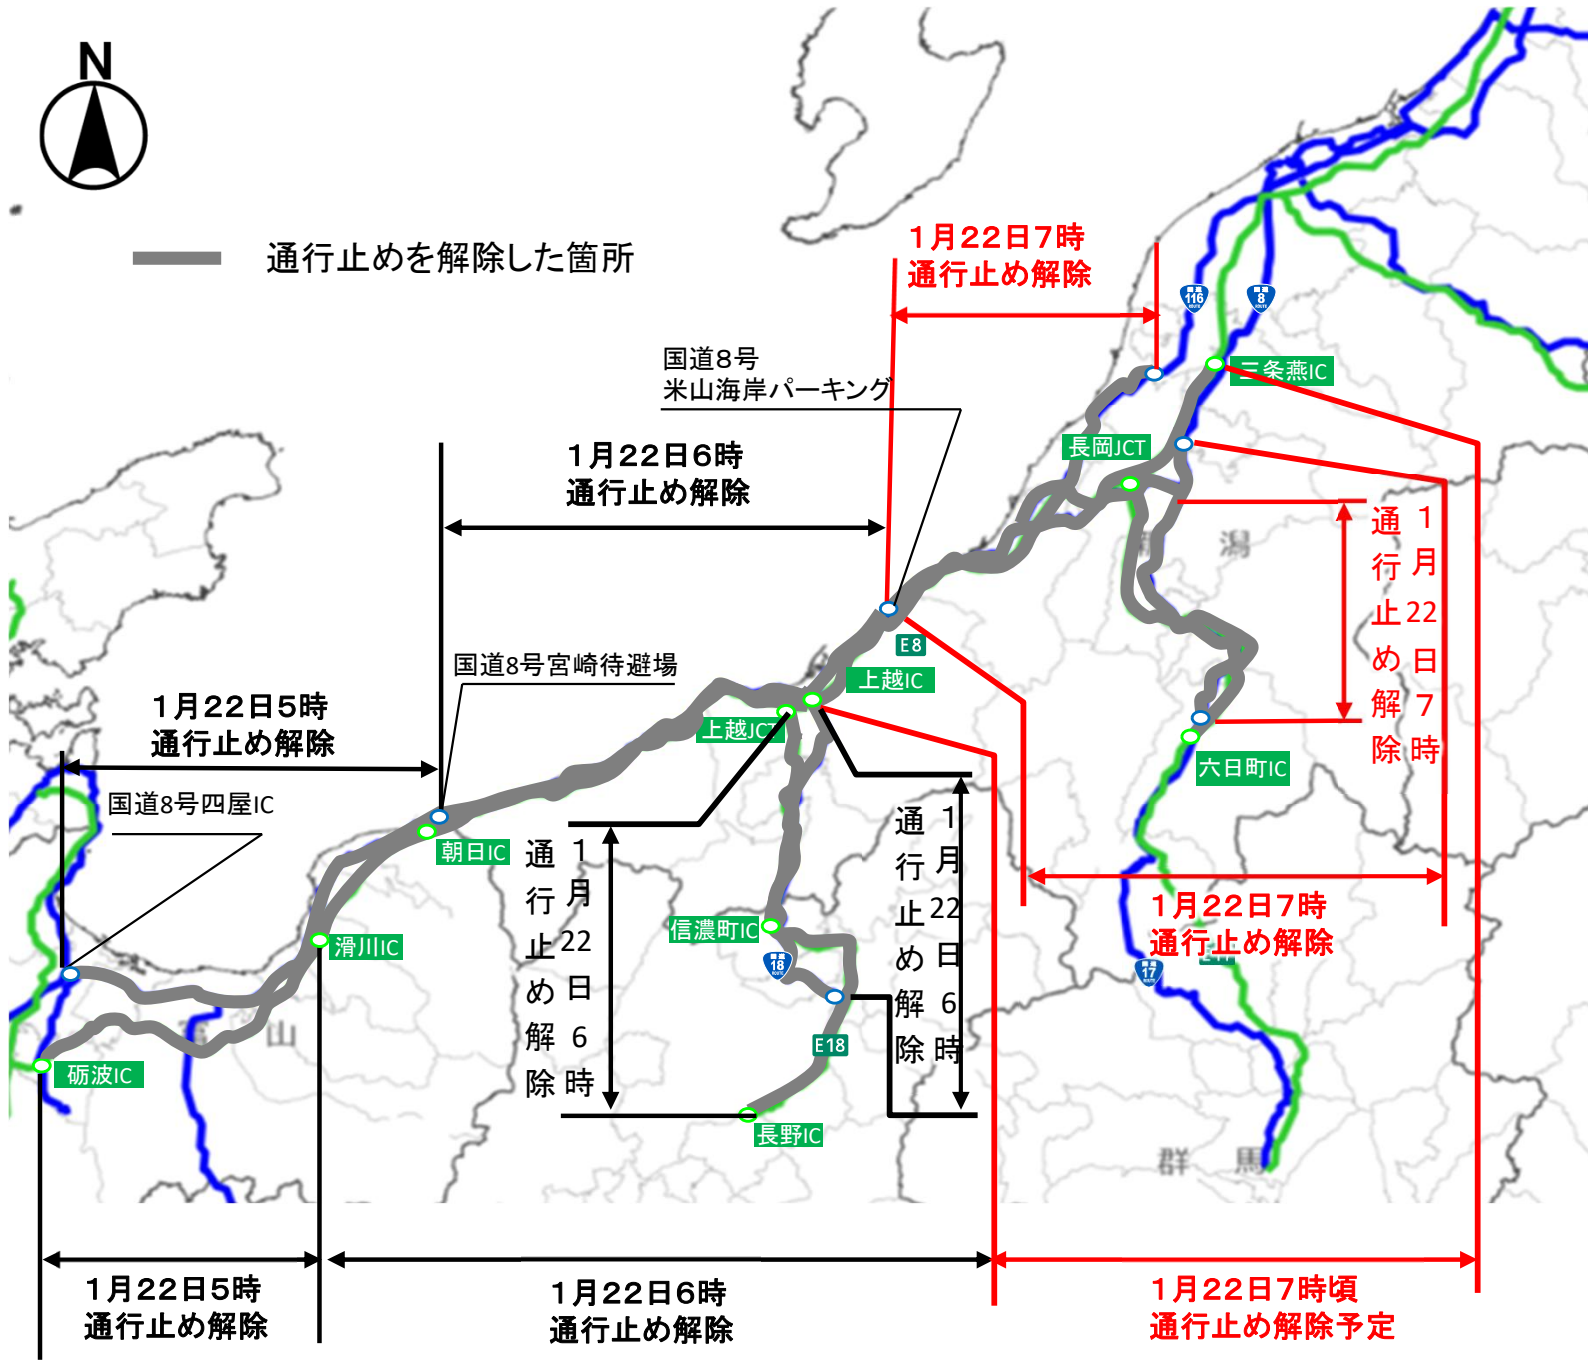 N
通行止めを解除した箇所
1月22日7時
通行止め解除
116
8
国道8号
米山海岸パーキング
三条燕IC
長岡JCT
1月22日6時
通行止め解除
1月22日7時
通行止め解除
潟
E8
国道8号宮崎待避場
上越IC
上越JCT
1月22日5時
通行止め解除
六日町IC
国道8号四屋IC
朝日IC
1月22日6時
通行止め解除
1月22日6時
通行止め解除
1月22日7時
通行止め解除
信濃町IC
滑川IC
18
17
富山
E18
砺波IC
長野IC
群馬
1月22日5時
通行止め解除
1月22日6時
通行止め解除
1月22日7時頃
通行止め解除予定